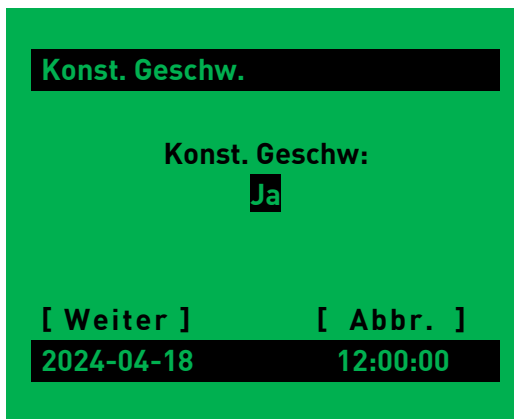 Konst. Geschw.
Konst. Geschw:
Ja
[ Weiter ] [ Abbr. ]
2024-04-18 12:00:00